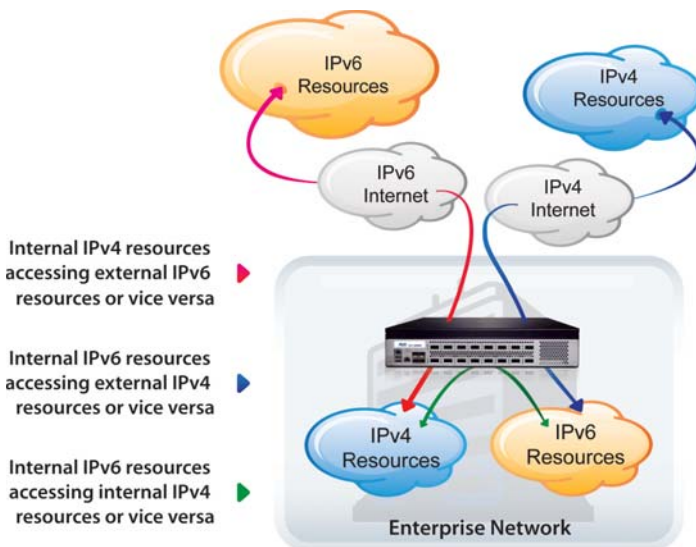 IPv6
Resources
IPv4
Resources
IPv6
Internet
IPv4
Internet
Internal IPv4 resources
accessing external IPv6
resources or vice versa
Internal IPv6 resources
accessing external IPv4
resources or vice versa
IPv4
Resources
IPv6
Resources
Internal IPv6 resources
accessing internal IPv4
resources or vice versa
Enterprise Network